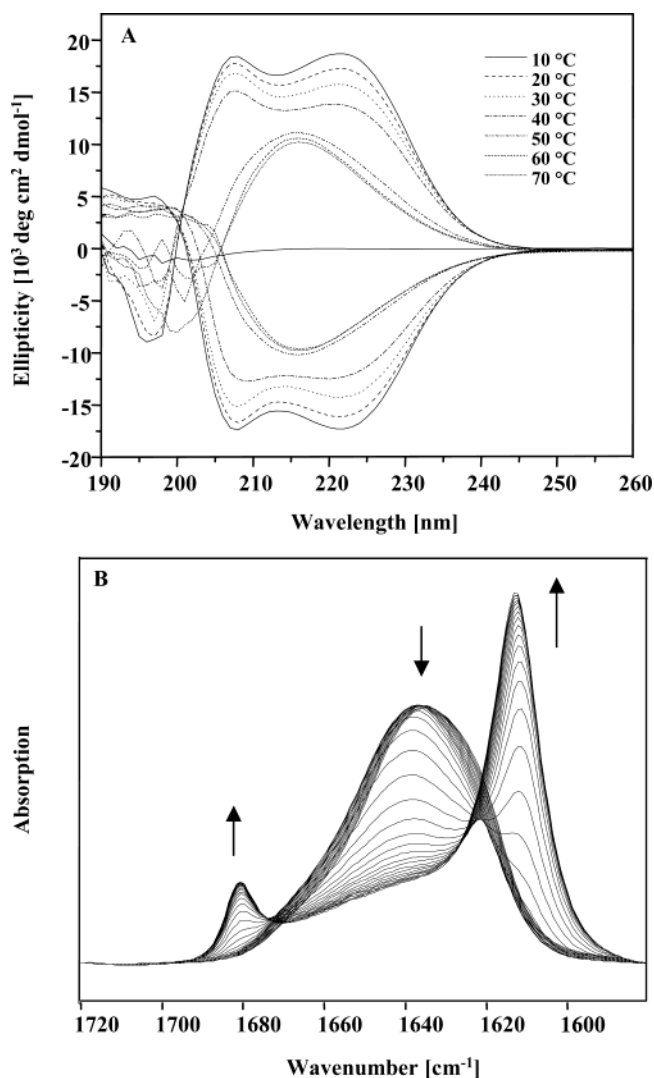 A
10 °C
20 °C
30 °C
40 °C
50 °C
60 °C
70 °C
20
15
10
5
0
-5
-10
-15
-20
Ellipticity [10³ deg cm² dmol⁻¹]
190 200 210 220 230 240 250 260
Wavelength [nm]
B
Absorption
1720 1700 1680 1660 1640 1620 1600
Wavenumber [cm⁻¹]